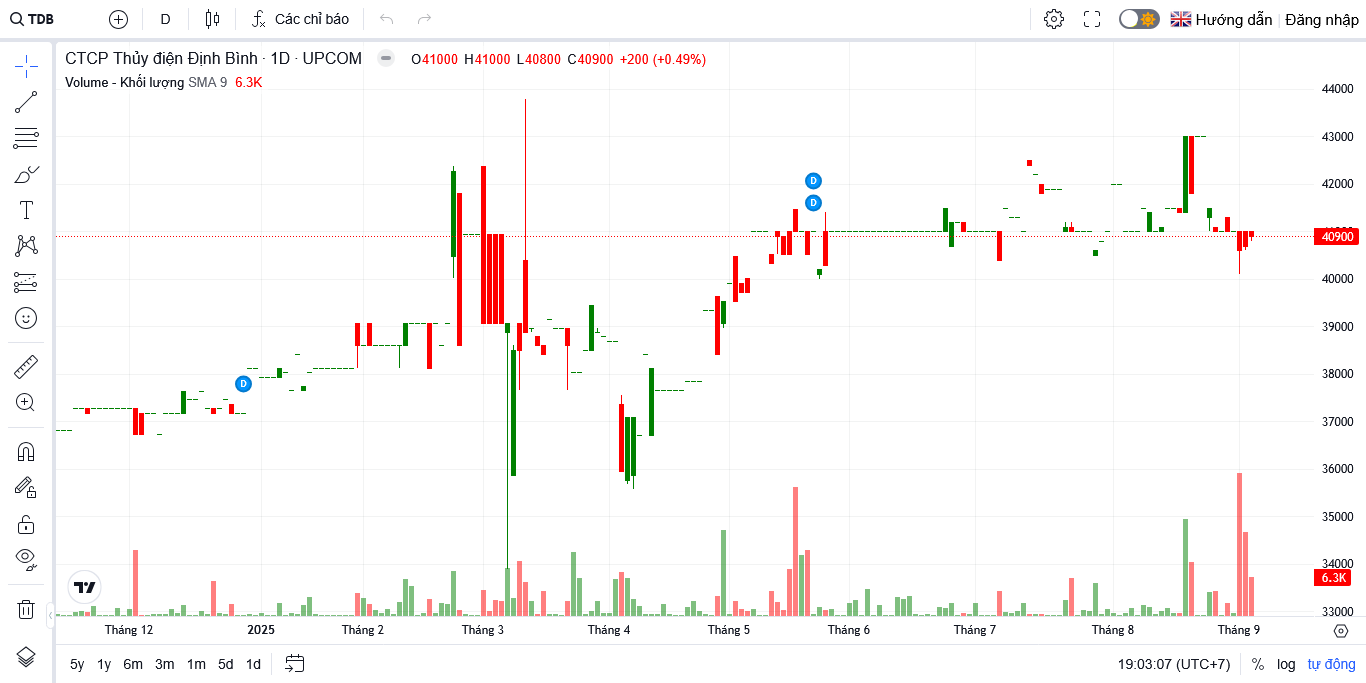 TDB D Các chỉ báo Hướng dẫn Đăng nhập
CTCP Thủy điện Định Bình · 1D · UPCOM O41000 H41000 L40800 C40900 +200 (+0.49%)
Volume - Khối lượng SMA 9 6.3K
44000
43000
42000
40900
40000
39000
38000
37000
36000
35000
34000
6.3K
33000
D
D
D
Tháng 12 2025 Tháng 2 Tháng 3 Tháng 4 Tháng 5 Tháng 6 Tháng 7 Tháng 8 Tháng 9
5y 1y 6m 3m 1m 5d 1d 19:03:07 (UTC+7) % log tự động